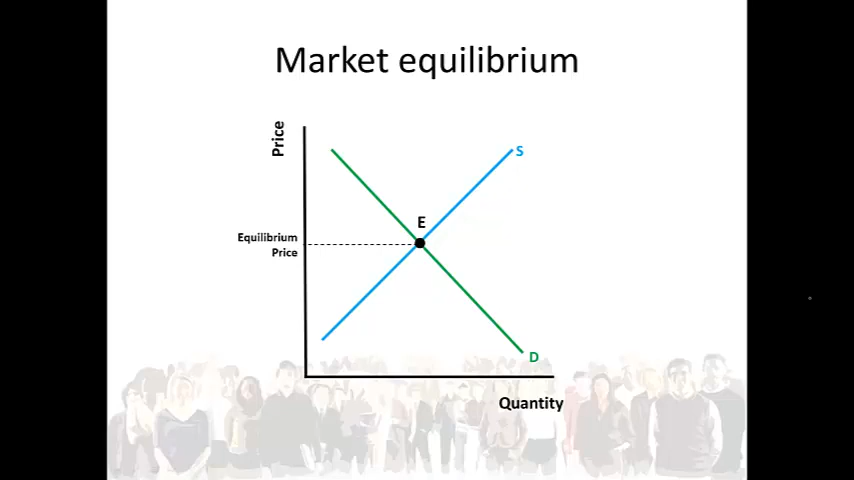 Market equilibrium
Price
S
E
Equilibrium
Price
D
Quantity